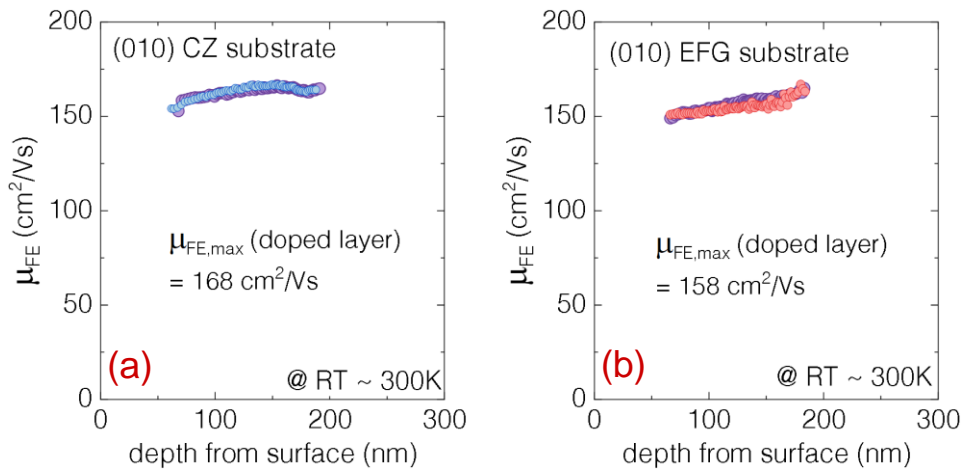 200
150
100
50
0
μFE (cm²/Vs)
(010) CZ substrate
μFE,max (doped layer)
= 168 cm²/Vs
(a)
@ RT ~ 300K
0 100 200 300
depth from surface (nm)
200
150
100
50
0
μFE (cm²/Vs)
(010) EFG substrate
μFE,max (doped layer)
= 158 cm²/Vs
(b)
@ RT ~ 300K
0 100 200 300
depth from surface (nm)